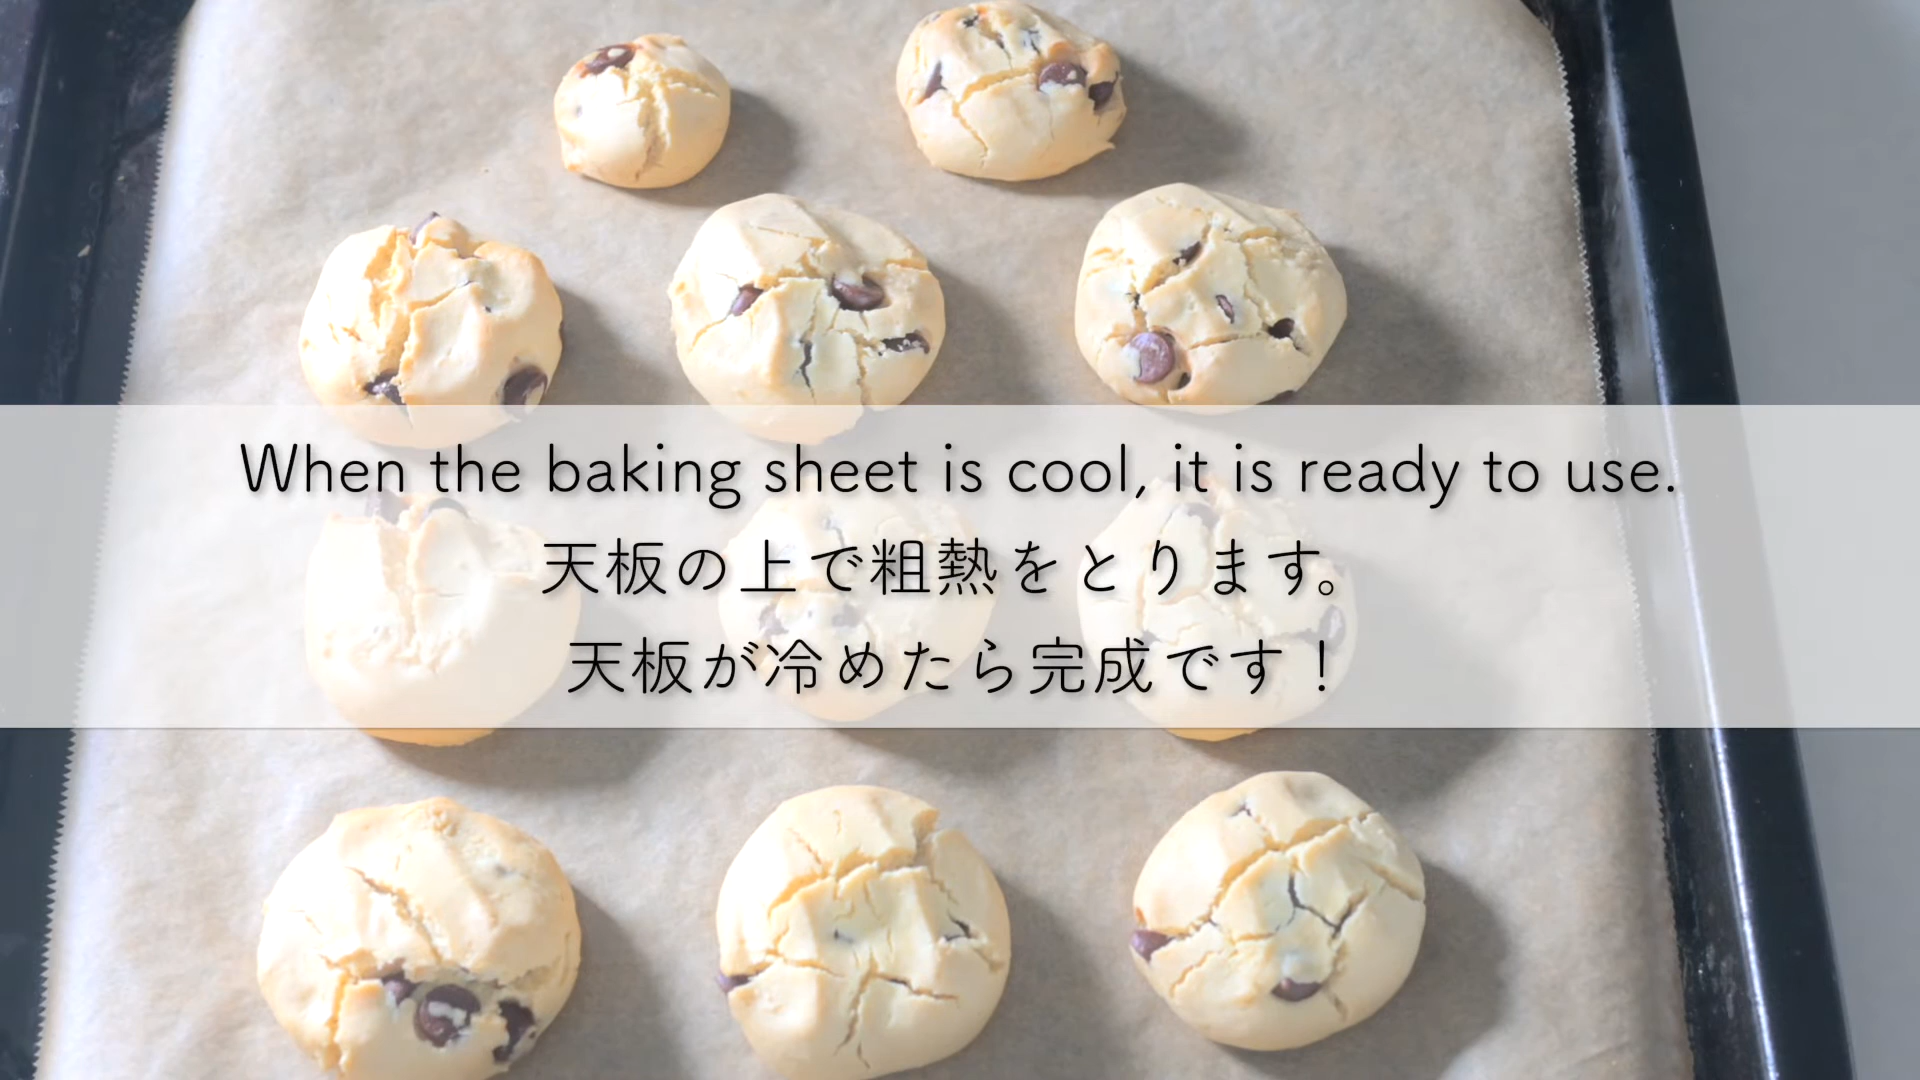 When the baking sheet is cool, it is ready to use.
天板の上で粗熱をとります。
天板が冷めたら完成です！